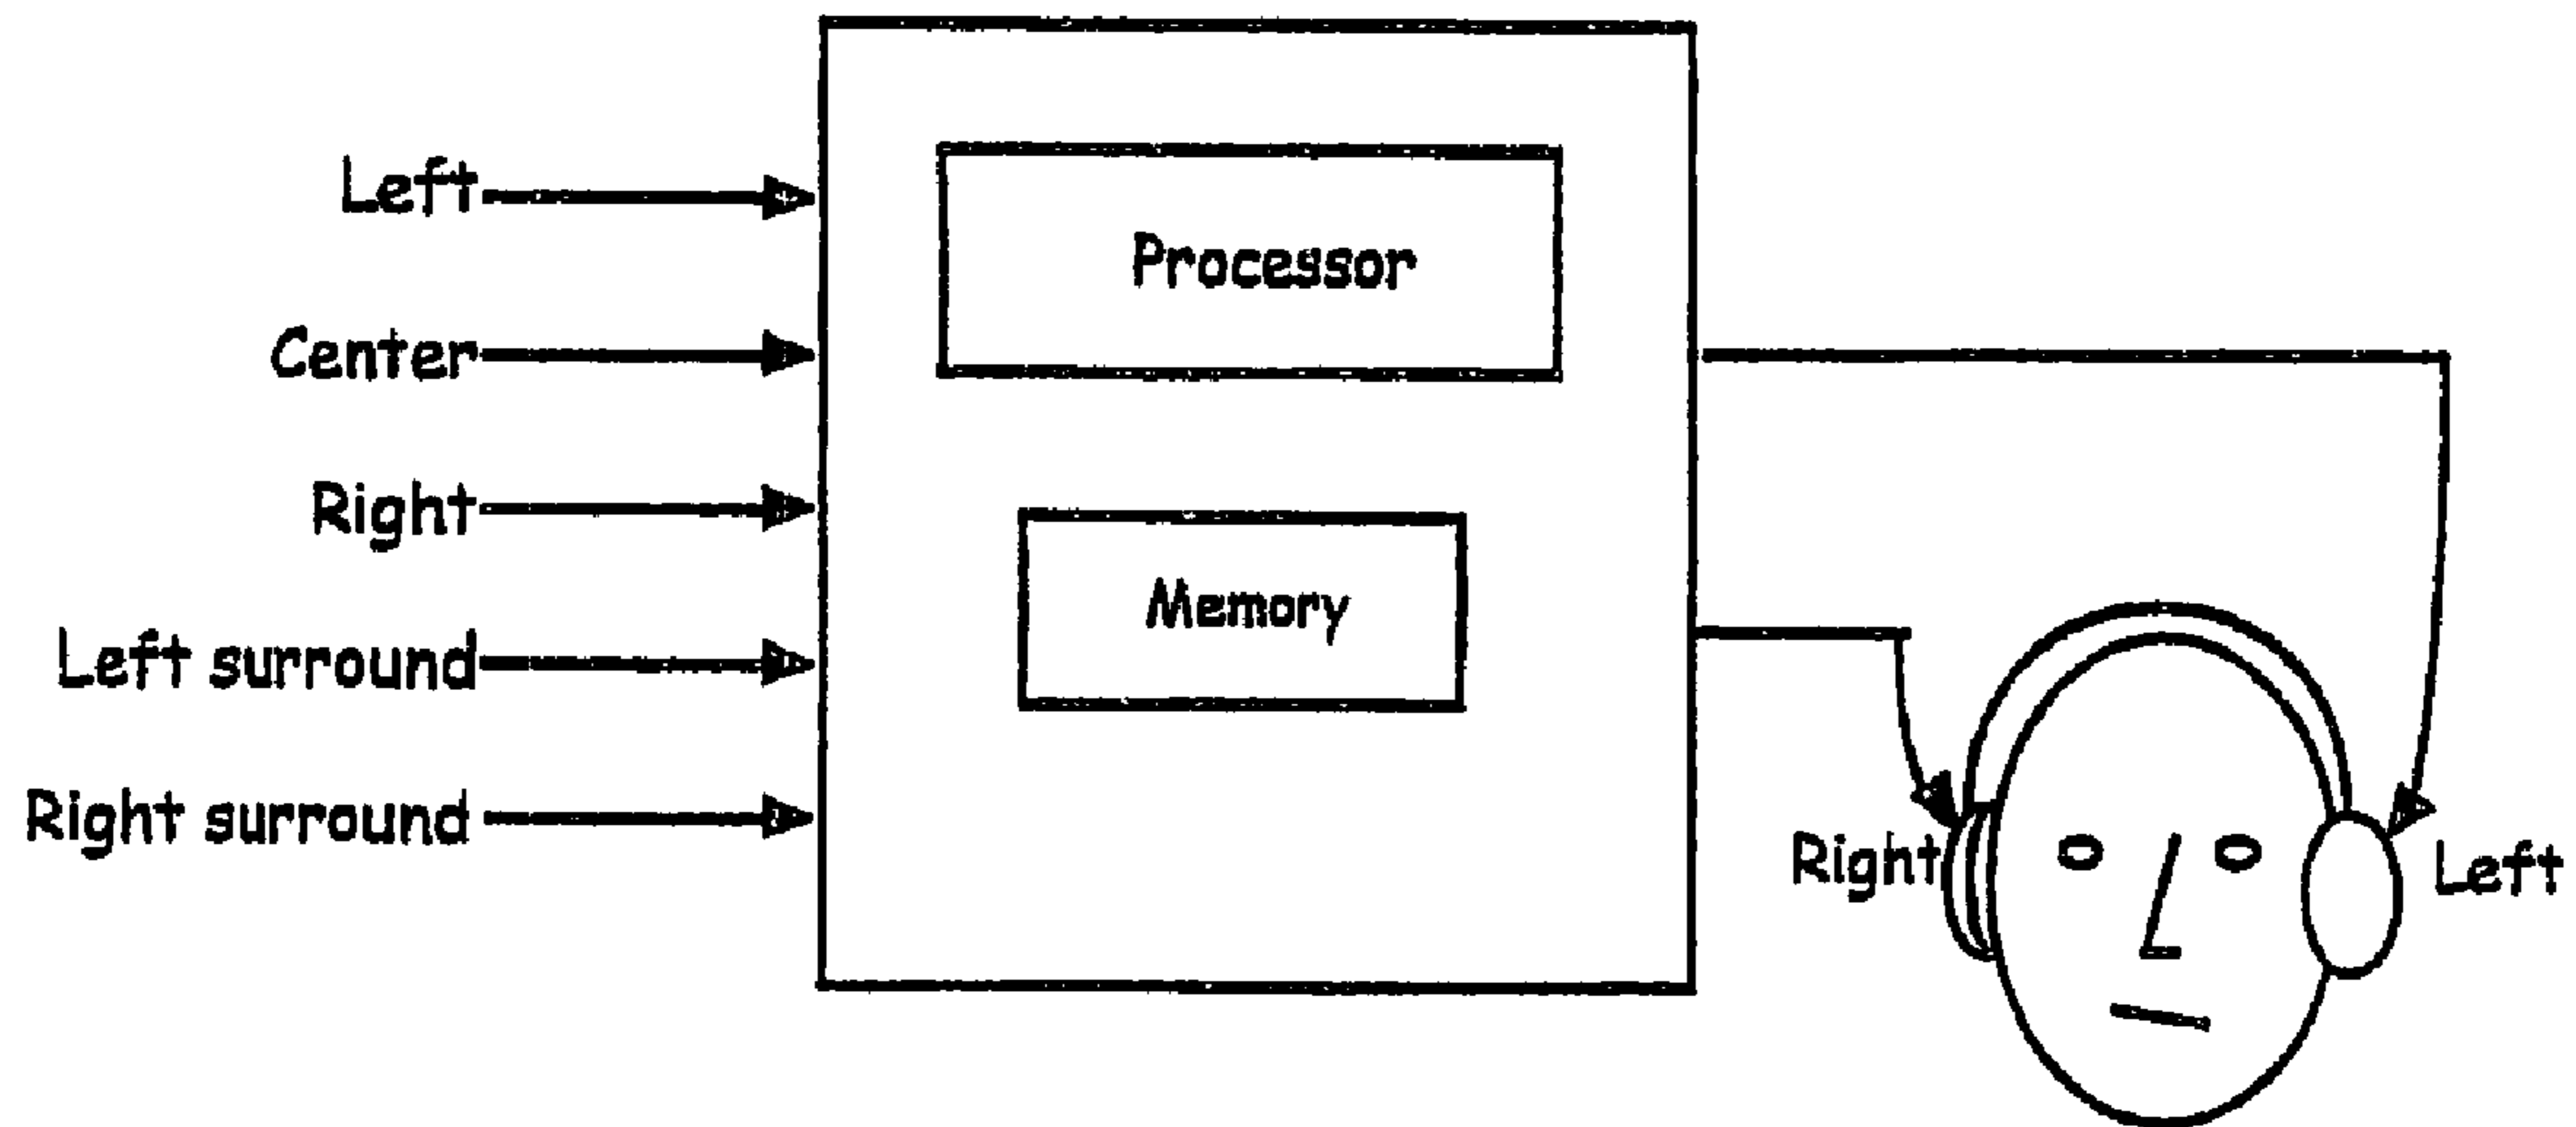 Left
Center
Right
Left surround
Right surround
Processor
Memory
Right
Left